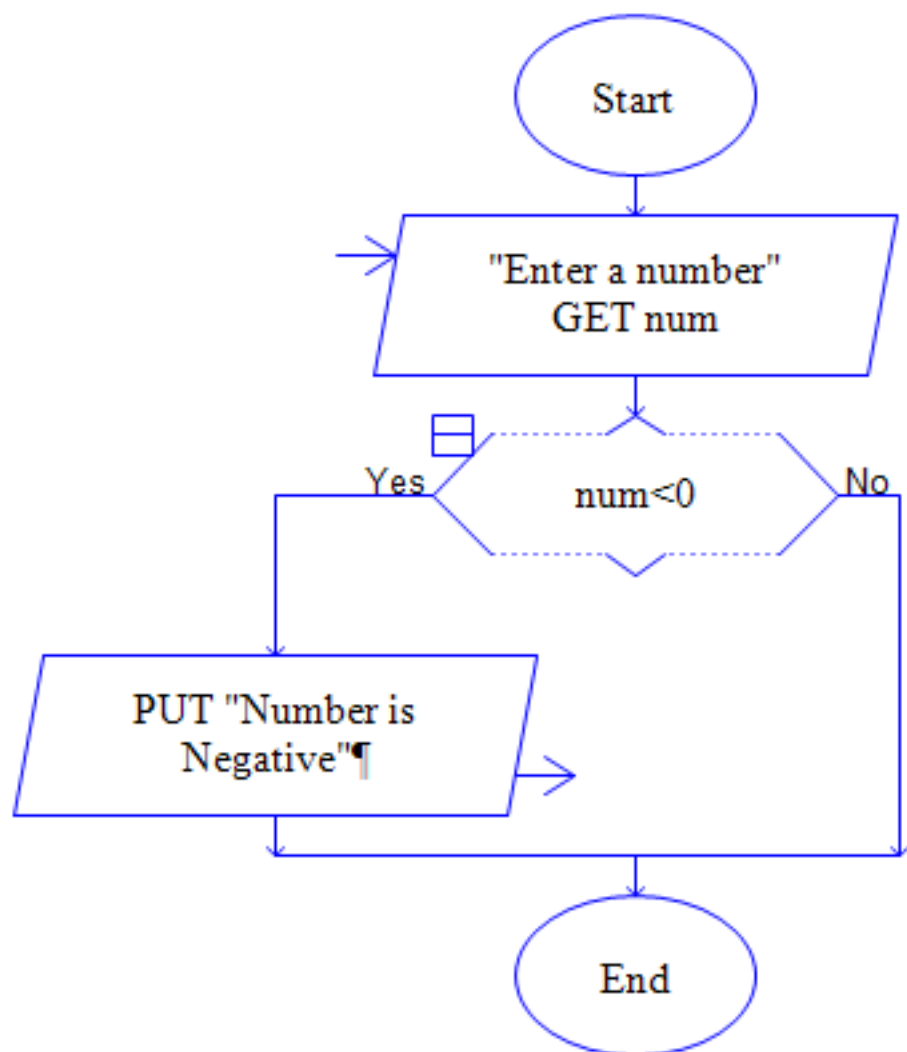 Start
"Enter a number"
GET num
Yes
num<0
No
PUT "Number is
Negative"¶
End